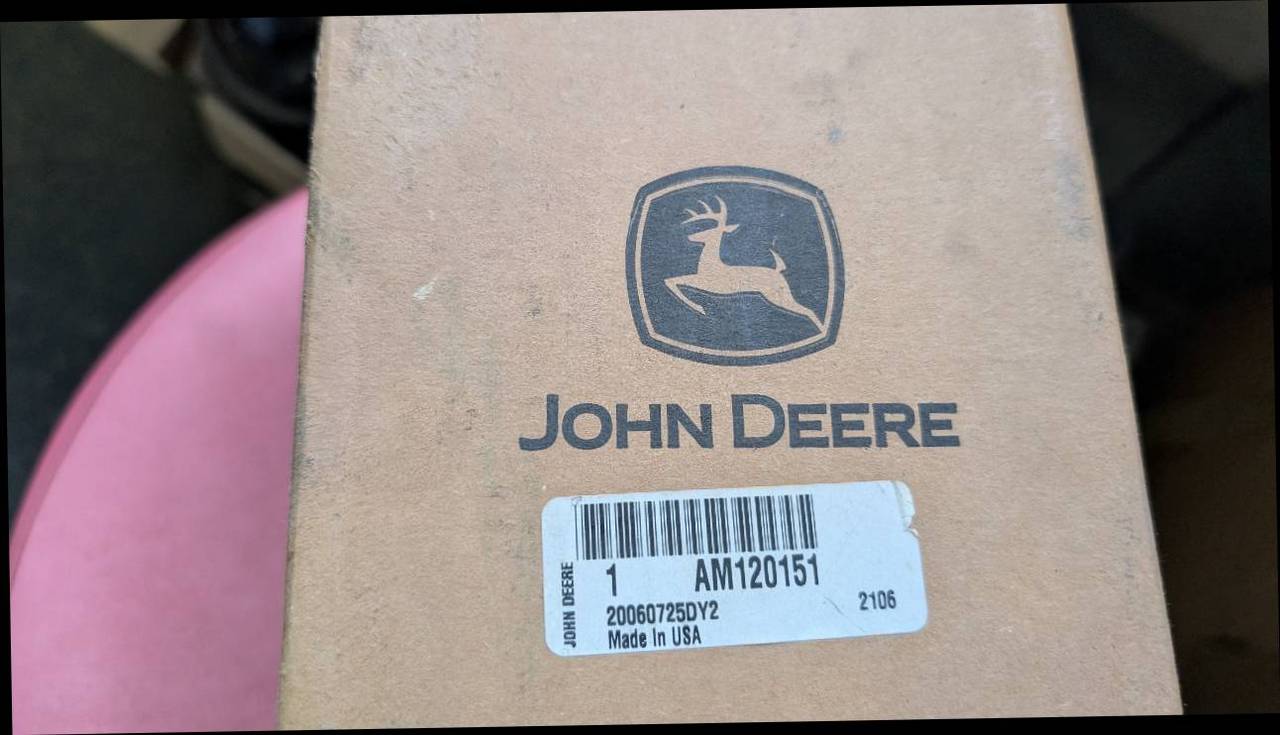 JOHN DEERE
JOHN DEERE
1 AM120151
20060725DY2 2106
Made In USA